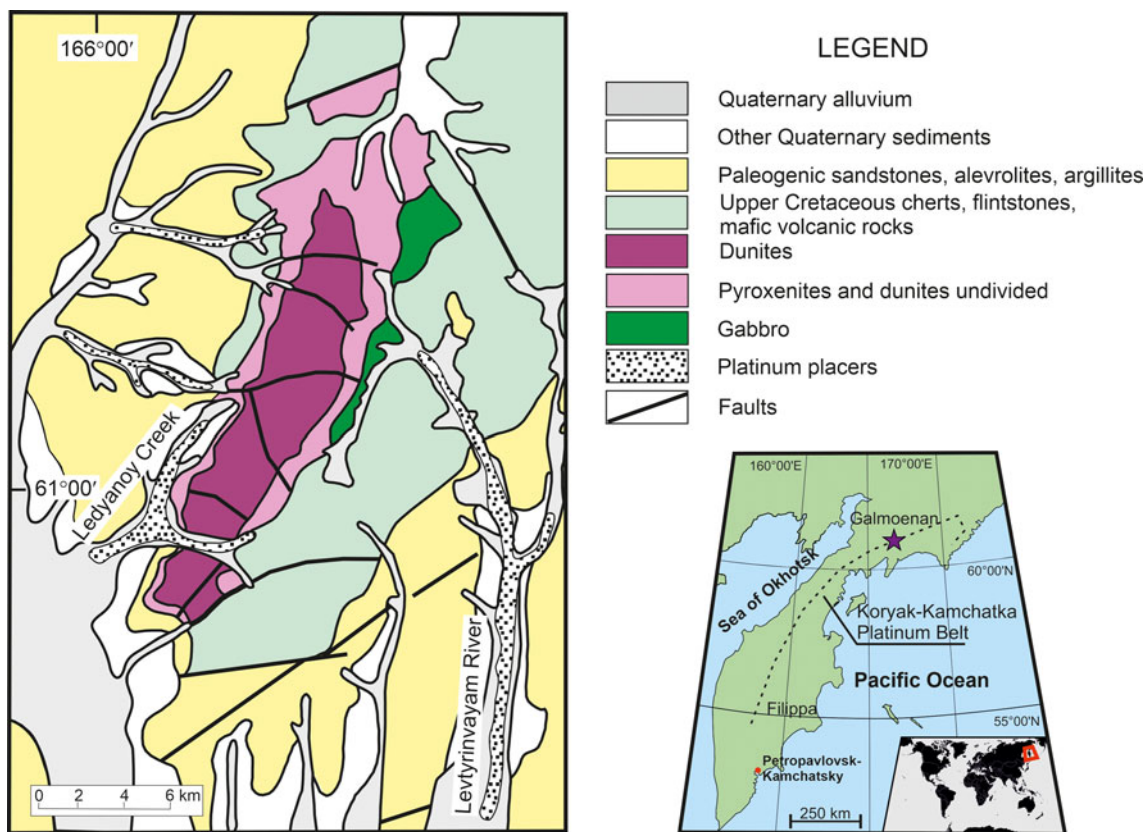 166°00′
61°00′
Ledyanoy Creek
Levtyrinvayam River
0 2 4 6 km
LEGEND
Quaternary alluvium
Other Quaternary sediments
Paleogenic sandstones, alevrolites, argillites
Upper Cretaceous cherts, flintstones,
mafic volcanic rocks
Dunites
Pyroxenites and dunites undivided
Gabbro
Platinum placers
Faults
160°00'E
170°00'E
Galmoenan
60°00'N
Sea of Okhotsk
Koryak-Kamchatka
Platinum Belt
Pacific Ocean
Filippa
55°00'N
Petropavlovsk-
Kamchatsky
250 km